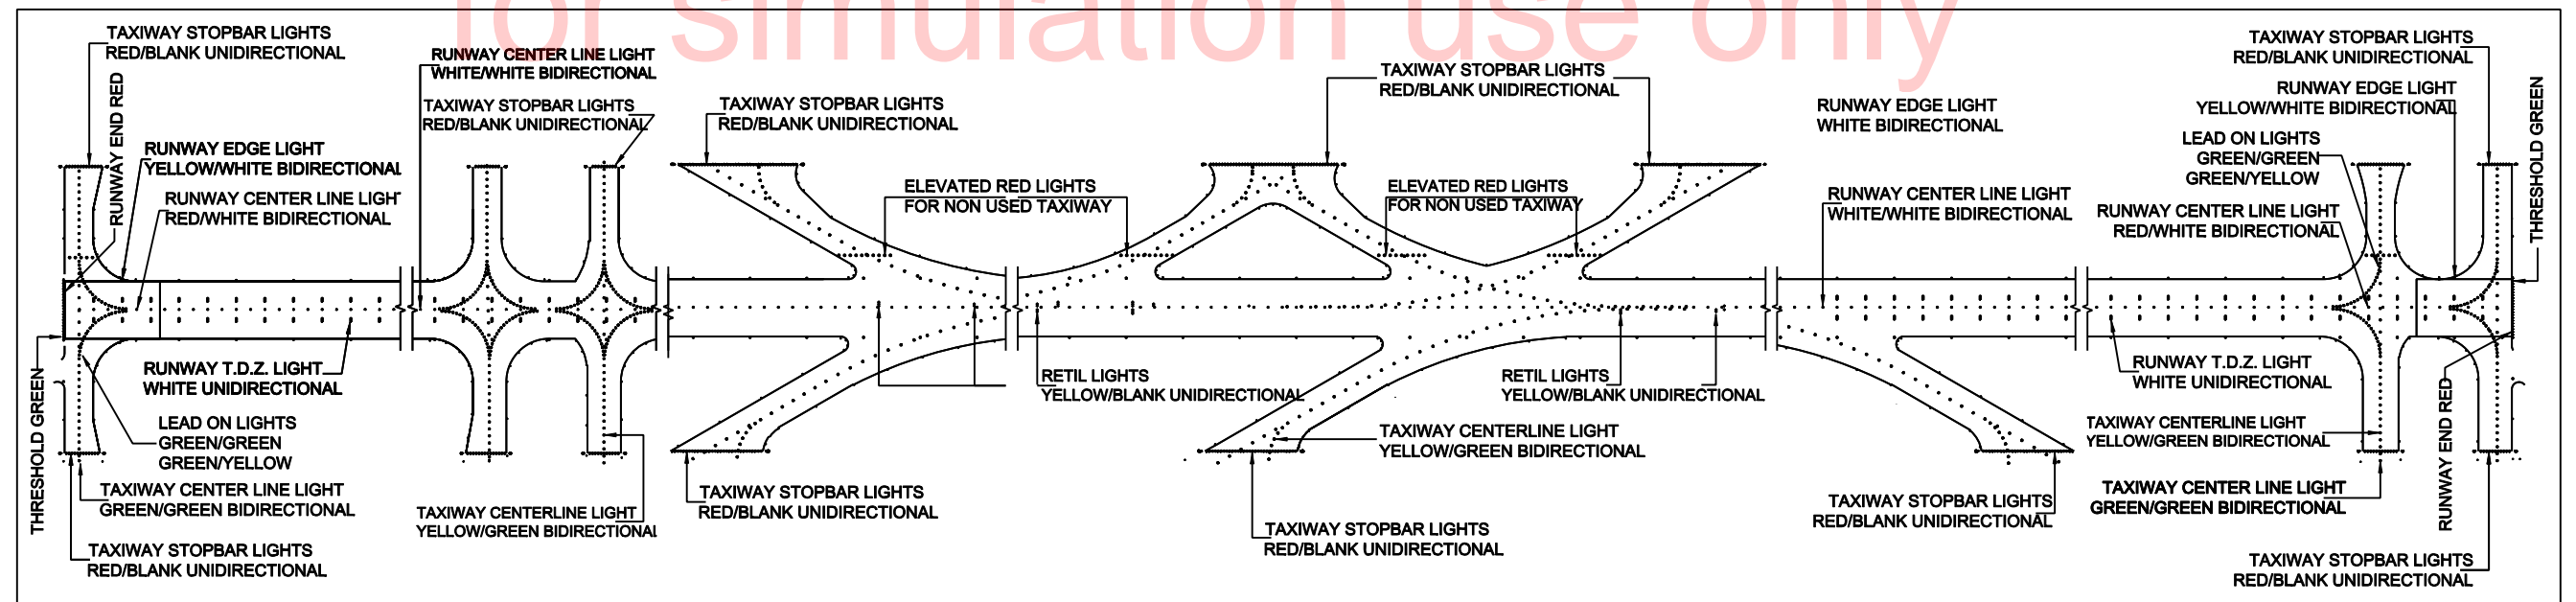 for simulation use only
TAXIWAY STOPBAR LIGHTS
RED/BLANK UNIDIRECTIONAL
RUNWAY END RED
RUNWAY EDGE LIGHT
YELLOW/WHITE BIDIRECTIONAL
RUNWAY CENTER LINE LIGHT
RED/WHITE BIDIRECTIONAL
RUNWAY CENTER LINE LIGHT
WHITE/WHITE BIDIRECTIONAL
TAXIWAY STOPBAR LIGHTS
RED/BLANK UNIDIRECTIONAL
TAXIWAY STOPBAR LIGHTS
RED/BLANK UNIDIRECTIONAL
ELEVATED RED LIGHTS
FOR NON USED TAXIWAY
TAXIWAY STOPBAR LIGHTS
RED/BLANK UNIDIRECTIONAL
ELEVATED RED LIGHTS
FOR NON USED TAXIWAY
RUNWAY EDGE LIGHT
WHITE BIDIRECTIONAL
RUNWAY CENTER LINE LIGHT
WHITE/WHITE BIDIRECTIONAL
TAXIWAY STOPBAR LIGHTS
RED/BLANK UNIDIRECTIONAL
RUNWAY EDGE LIGHT
YELLOW/WHITE BIDIRECTIONAL
LEAD ON LIGHTS
GREEN/GREEN
GREEN/YELLOW
RUNWAY CENTER LINE LIGHT
RED/WHITE BIDIRECTIONAL
THRESHOLD GREEN
THRESHOLD GREEN
RUNWAY T.D.Z. LIGHT
WHITE UNIDIRECTIONAL
LEAD ON LIGHTS
GREEN/GREEN
GREEN/YELLOW
TAXIWAY CENTER LINE LIGHT
GREEN/GREEN BIDIRECTIONAL
TAXIWAY STOPBAR LIGHTS
RED/BLANK UNIDIRECTIONAL
TAXIWAY CENTERLINE LIGHT
YELLOW/GREEN BIDIRECTIONAL
TAXIWAY STOPBAR LIGHTS
RED/BLANK UNIDIRECTIONAL
RETIL LIGHTS
YELLOW/BLANK UNIDIRECTIONAL
TAXIWAY CENTERLINE LIGHT
YELLOW/GREEN BIDIRECTIONAL
TAXIWAY STOPBAR LIGHTS
RED/BLANK UNIDIRECTIONAL
RETIL LIGHTS
YELLOW/BLANK UNIDIRECTIONAL
TAXIWAY STOPBAR LIGHTS
RED/BLANK UNIDIRECTIONAL
RUNWAY T.D.Z. LIGHT
WHITE UNIDIRECTIONAL
TAXIWAY CENTERLINE LIGHT
YELLOW/GREEN BIDIRECTIONAL
TAXIWAY CENTER LINE LIGHT
GREEN/GREEN BIDIRECTIONAL
RUNWAY END RED
TAXIWAY STOPBAR LIGHTS
RED/BLANK UNIDIRECTIONAL